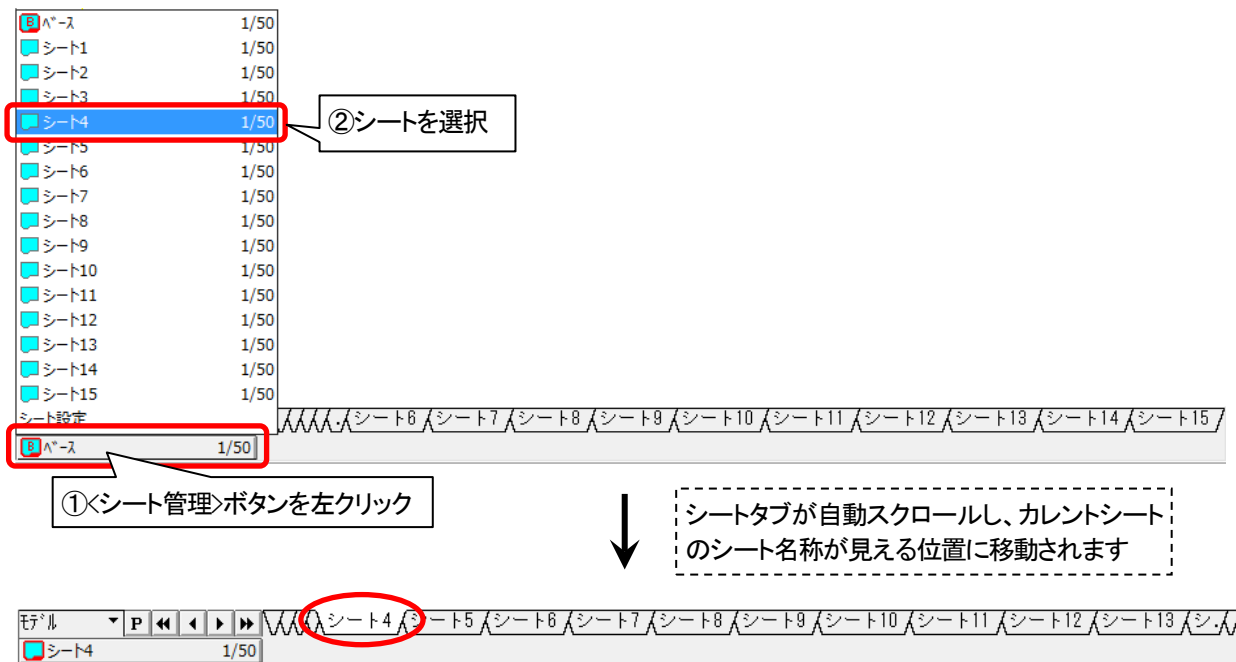 ﾍﾞｰｽ 1/50
シート1 1/50
シート2 1/50
シート3 1/50
シート4 1/50
②シートを選択
シート5 1/50
シート6 1/50
シート7 1/50
シート8 1/50
シート9 1/50
シート10 1/50
シート11 1/50
シート12 1/50
シート13 1/50
シート14 1/50
シート15 1/50
シート設定
シート6 シート7 シート8 シート9 シート10 シート11 シート12 シート13 シート14 シート15
ﾍﾞｰｽ 1/50
①<シート管理>ボタンを左クリック
シートタブが自動スクロールし、カレントシート
のシート名称が見える位置に移動されます
ﾓﾃﾞﾙ P シート4 シート5 シート6 シート7 シート8 シート9 シート10 シート11 シート12 シート13 シ.
シート4 1/50